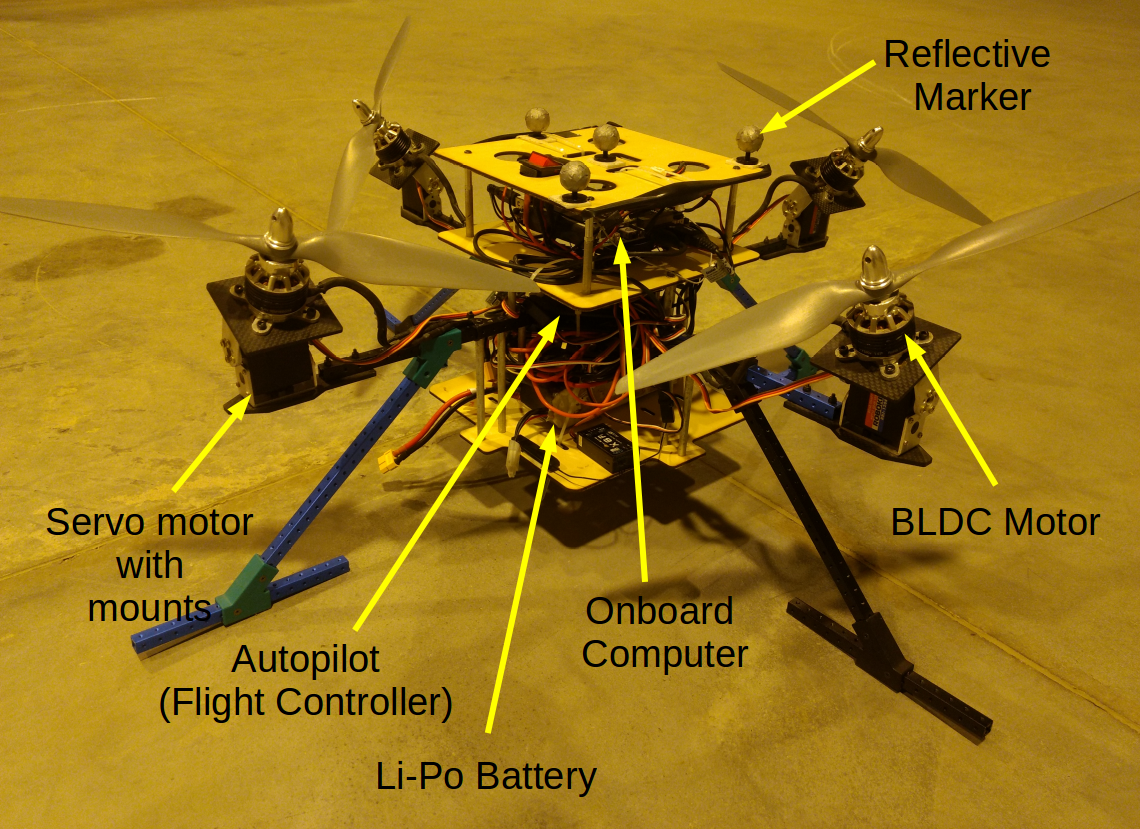 Reflective
Marker
Servo motor
with
mounts
BLDC Motor
Onboard
Computer
Autopilot
(Flight Controller)
Li-Po Battery